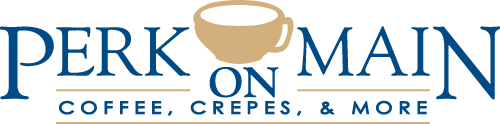 PERK ON MAIN
COFFEE, CREPES, & MORE